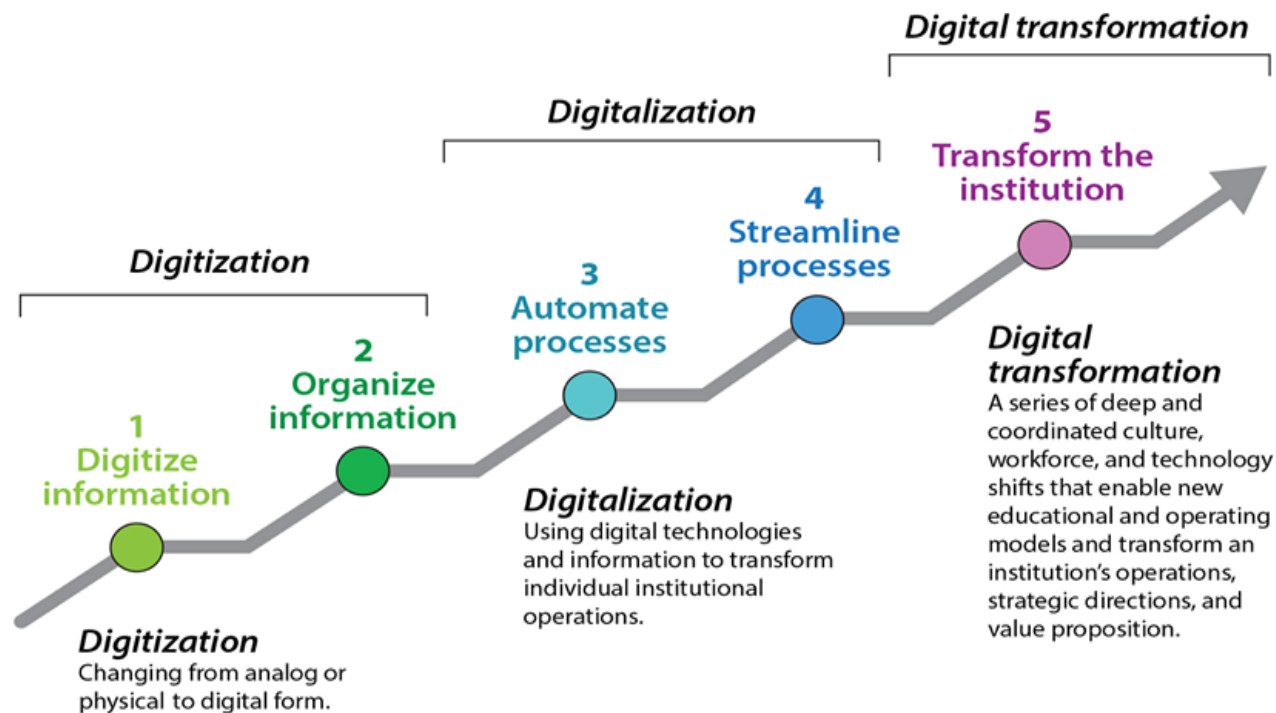 Digital transformation
Digitalization
5
Transform the
institution
4
Streamline
processes
Digitization
3
Automate
processes
2
Organize
information
1
Digitize
information
Digitization
Changing from analog or
physical to digital form.
Digitalization
Using digital technologies
and information to transform
individual institutional
operations.
Digital
transformation
A series of deep and
coordinated culture,
workforce, and technology
shifts that enable new
educational and operating
models and transform an
institution’s operations,
strategic directions, and
value proposition.